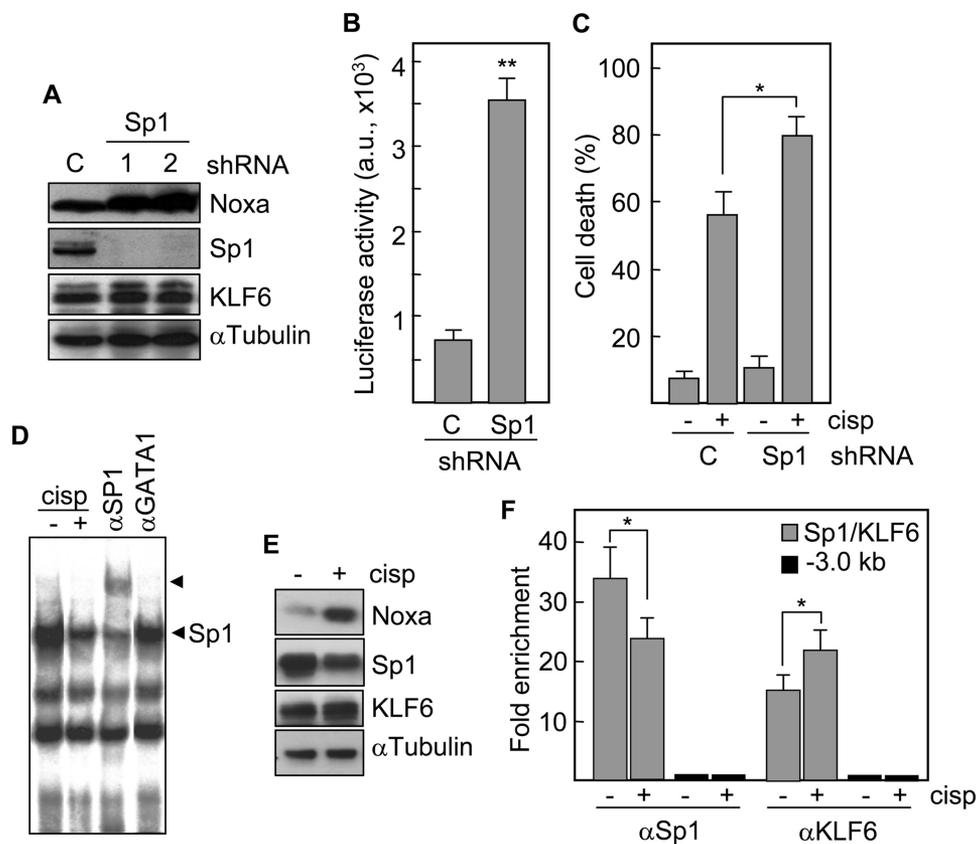 A
Sp1
C 1 2 shRNA
Noxa
Sp1
KLF6
αTubulin
B
Luciferase activity (a.u., x10³)
4
3
2
1
**
C Sp1
shRNA
C
Cell death (%)
100
80
60
40
20
*
- + - + cisp
C Sp1 shRNA
D
cisp αSP1 αGATA1
- +
Sp1
E
- + cisp
Noxa
Sp1
KLF6
αTubulin
F
Fold enrichment
40
30
20
10
*
*
Sp1/KLF6
-3.0 kb
- + - + - + - + cisp
αSp1 αKLF6